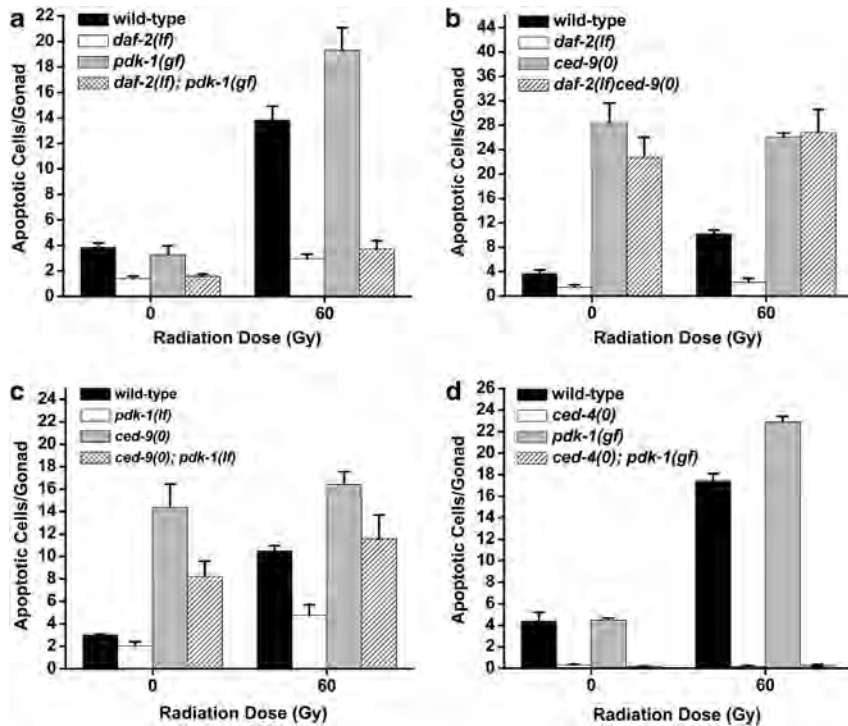 a
wild-type
daf-2(lf)
pdk-1(gf)
daf-2(lf); pdk-1(gf)
Apoptotic Cells/Gonad
22
20
18
16
14
12
10
8
6
4
2
0
0
60
Radiation Dose (Gy)
b
wild-type
daf-2(lf)
ced-9(0)
daf-2(lf)ced-9(0)
Apoptotic Cells/Gonad
44
40
36
32
28
24
20
16
12
8
4
0
0
60
Radiation Dose (Gy)
c
wild-type
pdk-1(lf)
ced-9(0)
ced-9(0); pdk-1(lf)
Apoptotic Cells/Gonad
24
22
20
18
16
14
12
10
8
6
4
2
0
0
60
Radiation Dose (Gy)
d
wild-type
ced-4(0)
pdk-1(gf)
ced-4(0); pdk-1(gf)
Apoptotic Cells/Gonad
26
24
22
20
18
16
14
12
10
8
6
4
2
0
0
60
Radiation Dose (Gy)